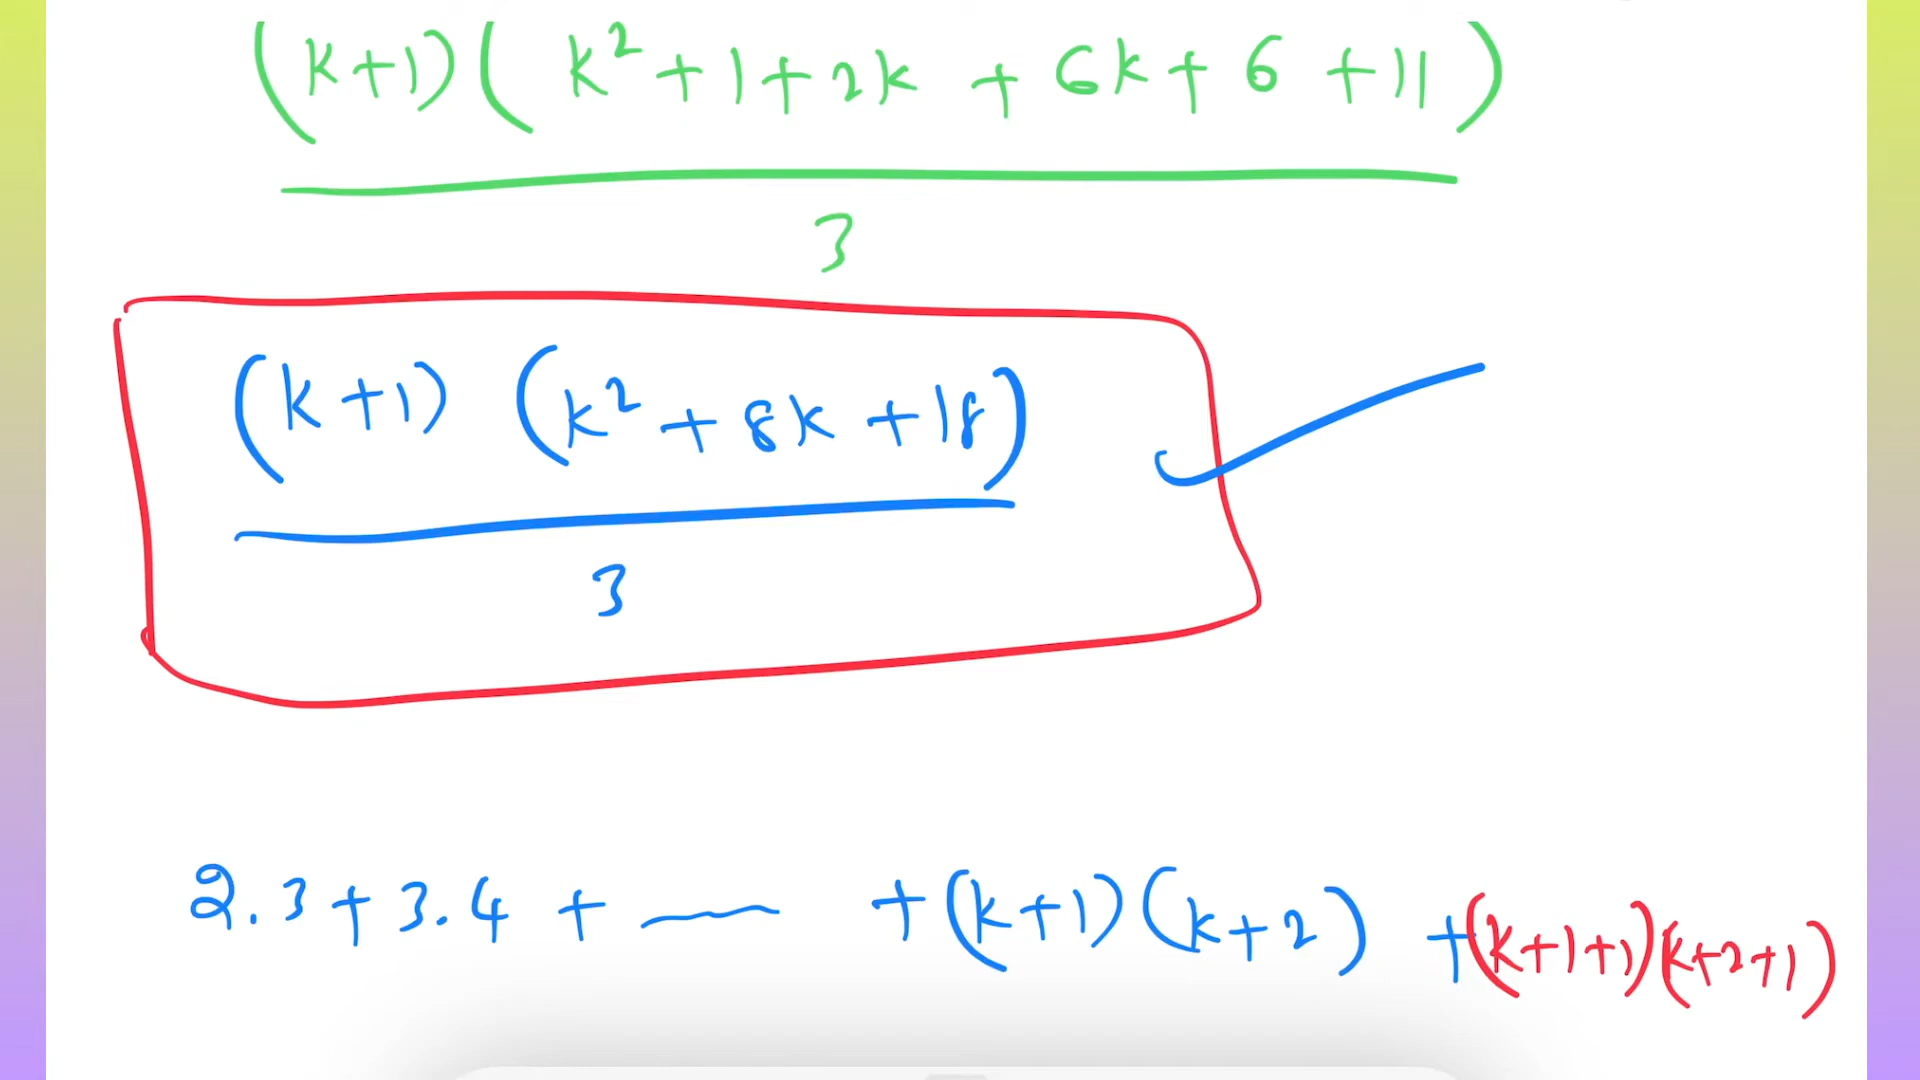 (k+1)(k²+1+2k+6k+6+11)
3
(k+1)(k²+8k+18)
3
2.3+3.4+ —— +(k+1)(k+2)+(k+1+1)(k+2+1)